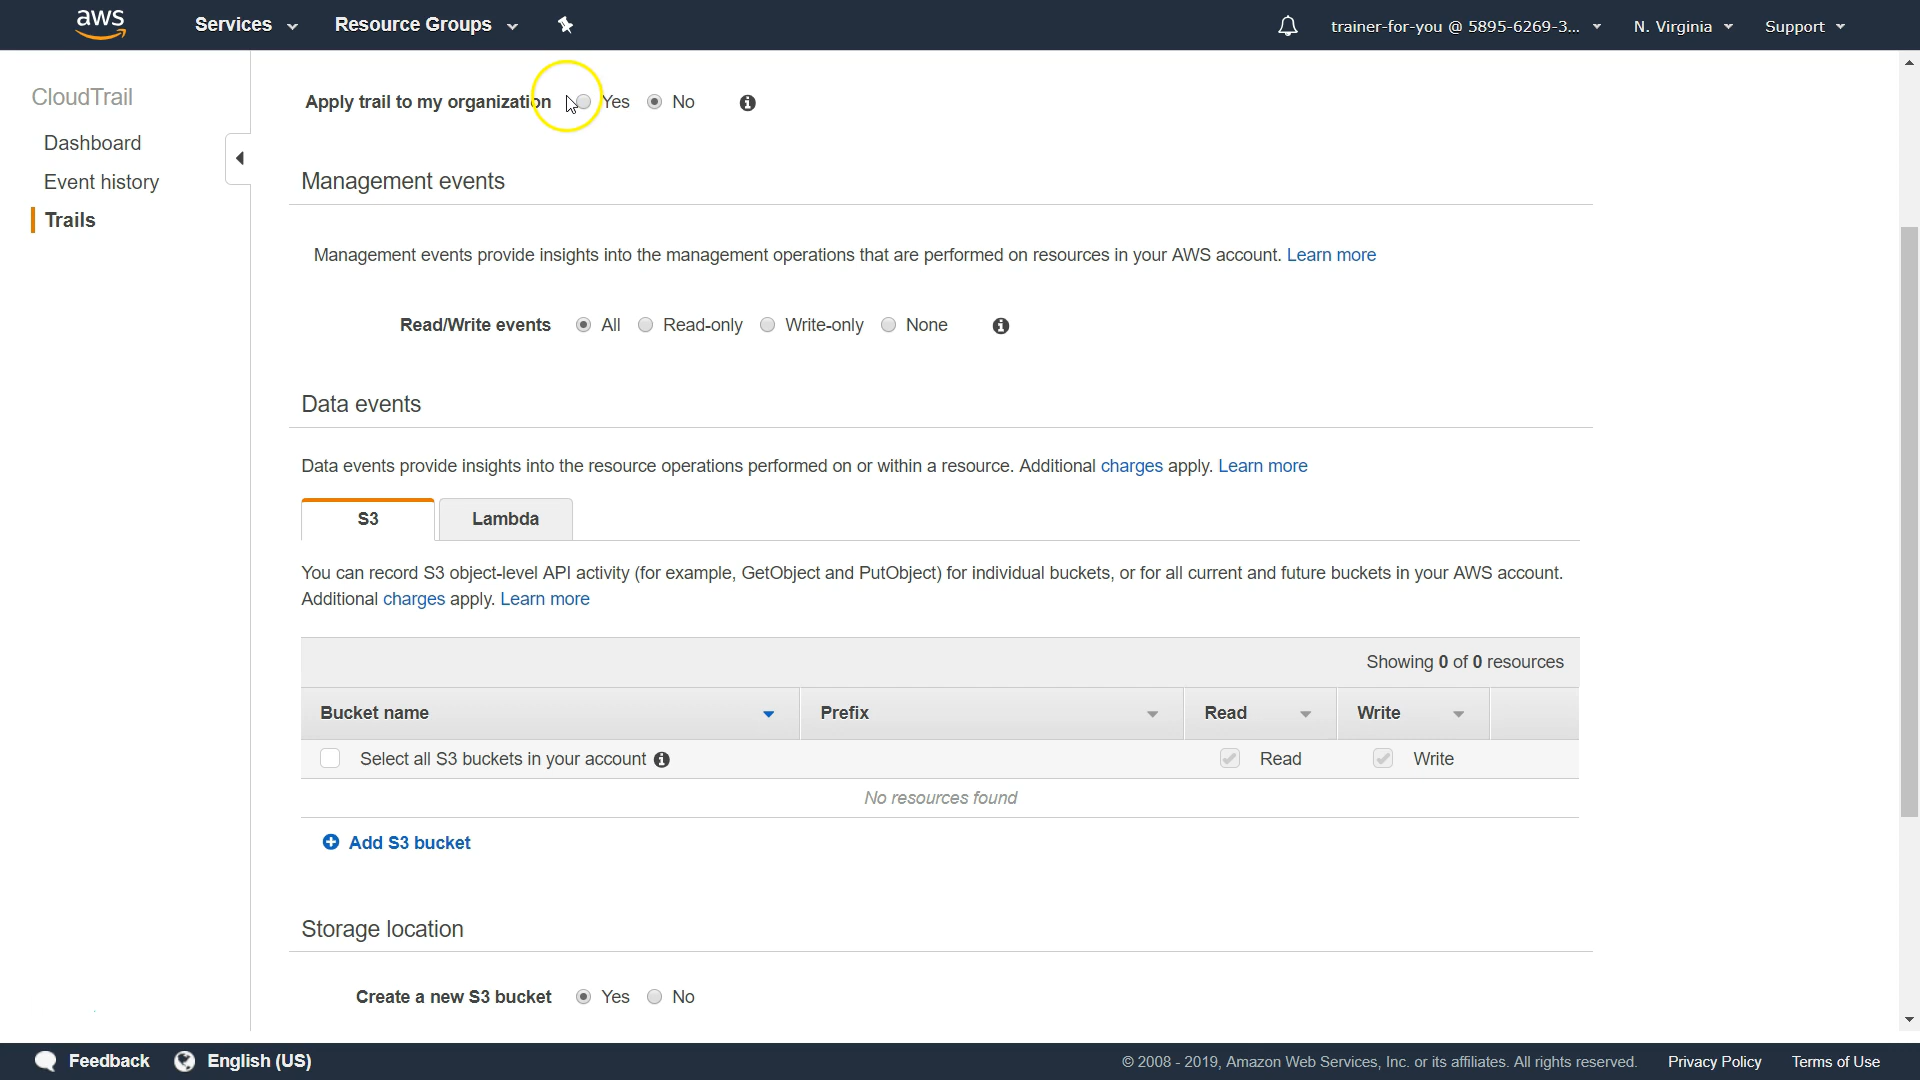 aws Services Resource Groups trainer-for-you @ 5895-6269-3... N. Virginia Support
CloudTrail
Dashboard
Event history
Trails
Apply trail to my organization Yes No
Management events
Management events provide insights into the management operations that are performed on resources in your AWS account. Learn more
Read/Write events All Read-only Write-only None
Data events
Data events provide insights into the resource operations performed on or within a resource. Additional charges apply. Learn more
S3 Lambda
You can record S3 object-level API activity (for example, GetObject and PutObject) for individual buckets, or for all current and future buckets in your AWS account.
Additional charges apply. Learn more
Showing 0 of 0 resources
Bucket name Prefix Read Write
Select all S3 buckets in your account Read Write
No resources found
Add S3 bucket
Storage location
Create a new S3 bucket Yes No
Feedback English (US) © 2008 - 2019, Amazon Web Services, Inc. or its affiliates. All rights reserved. Privacy Policy Terms of Use